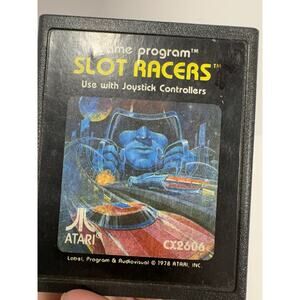 game program™
SLOT RACERS™
Use with Joystick Controllers
ATARI®
CX2606
Label, Program & Audiovisual © 1978 ATARI, INC.